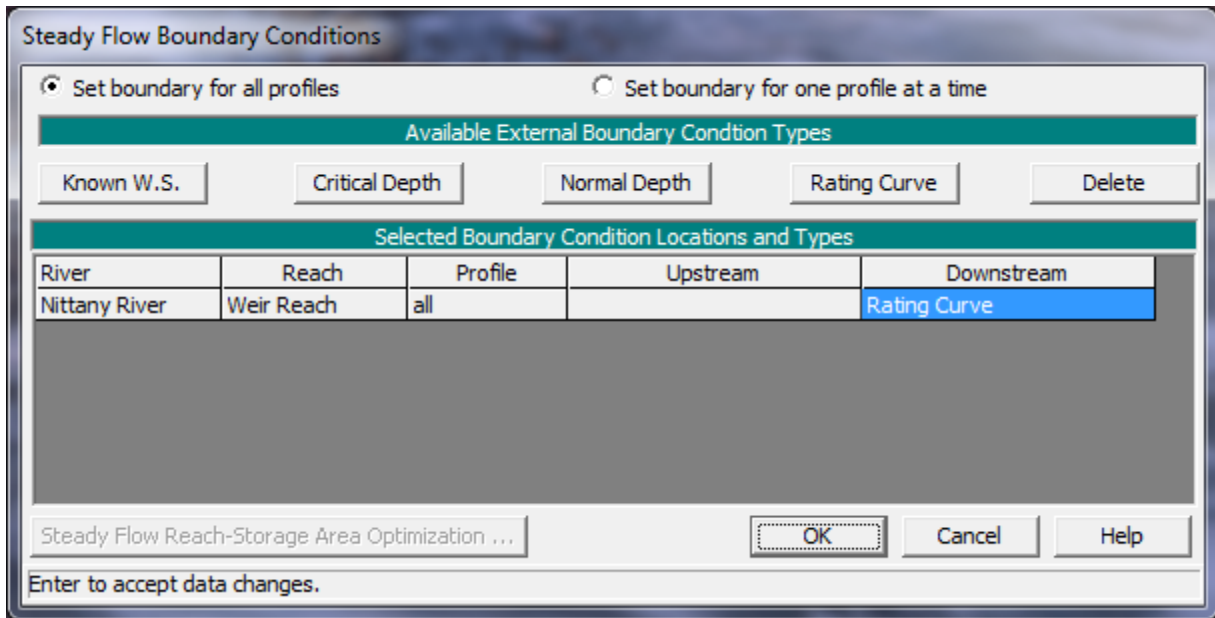 Steady Flow Boundary Conditions
Set boundary for all profiles Set boundary for one profile at a time
Available External Boundary Condtion Types
Known W.S. Critical Depth Normal Depth Rating Curve Delete
Selected Boundary Condition Locations and Types
River Reach Profile Upstream Downstream
Nittany River Weir Reach all Rating Curve
Steady Flow Reach-Storage Area Optimization ... OK Cancel Help
Enter to accept data changes.